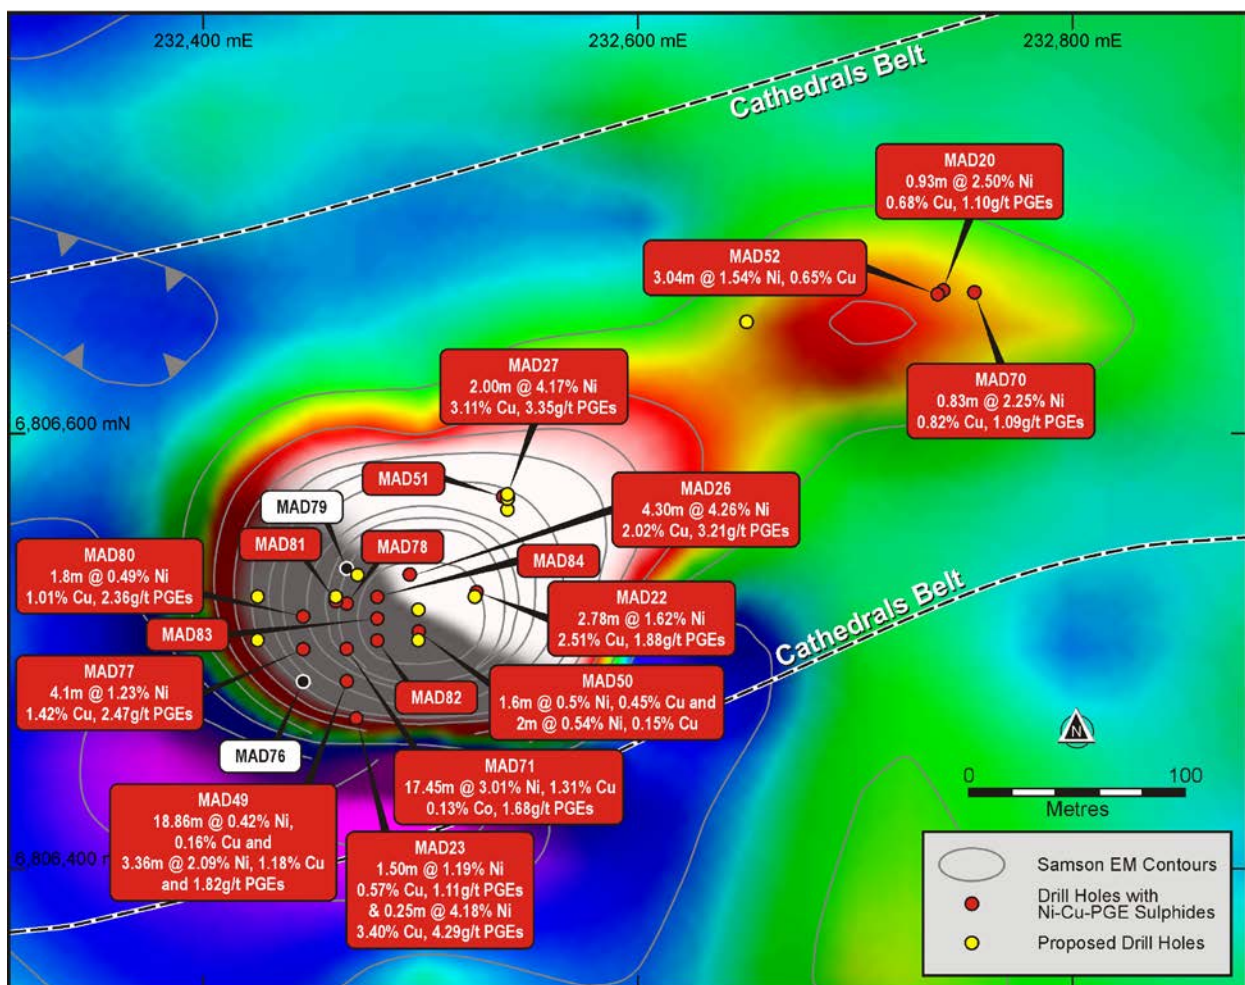 232,400 mE
232,600 mE
232,800 mE
Cathedrals Belt
MAD20
0.93m @ 2.50% Ni
0.68% Cu, 1.10g/t PGEs
MAD52
3.04m @ 1.54% Ni, 0.65% Cu
MAD27
2.00m @ 4.17% Ni
3.11% Cu, 3.35g/t PGEs
MAD70
0.83m @ 2.25% Ni
0.82% Cu, 1.09g/t PGEs
6,806,600 mN
MAD51
MAD26
4.30m @ 4.26% Ni
2.02% Cu, 3.21g/t PGEs
MAD79
MAD81
MAD78
MAD84
MAD80
1.8m @ 0.49% Ni
1.01% Cu, 2.36g/t PGEs
MAD22
2.78m @ 1.62% Ni
2.51% Cu, 1.88g/t PGEs
Cathedrals Belt
MAD83
MAD77
4.1m @ 1.23% Ni
1.42% Cu, 2.47g/t PGEs
MAD82
MAD50
1.6m @ 0.5% Ni, 0.45% Cu and
2m @ 0.54% Ni, 0.15% Cu
MAD76
MAD71
17.45m @ 3.01% Ni, 1.31% Cu
0.13% Co, 1.68g/t PGEs
MAD49
18.86m @ 0.42% Ni,
0.16% Cu and
3.36m @ 2.09% Ni, 1.18% Cu
and 1.82g/t PGEs
MAD23
1.50m @ 1.19% Ni
0.57% Cu, 1.11g/t PGEs
& 0.25m @ 4.18% Ni
3.40% Cu, 4.29g/t PGEs
6,806,400 m
N
0
100
Metres
Samson EM Contours
Drill Holes with
Ni-Cu-PGE Sulphides
Proposed Drill Holes